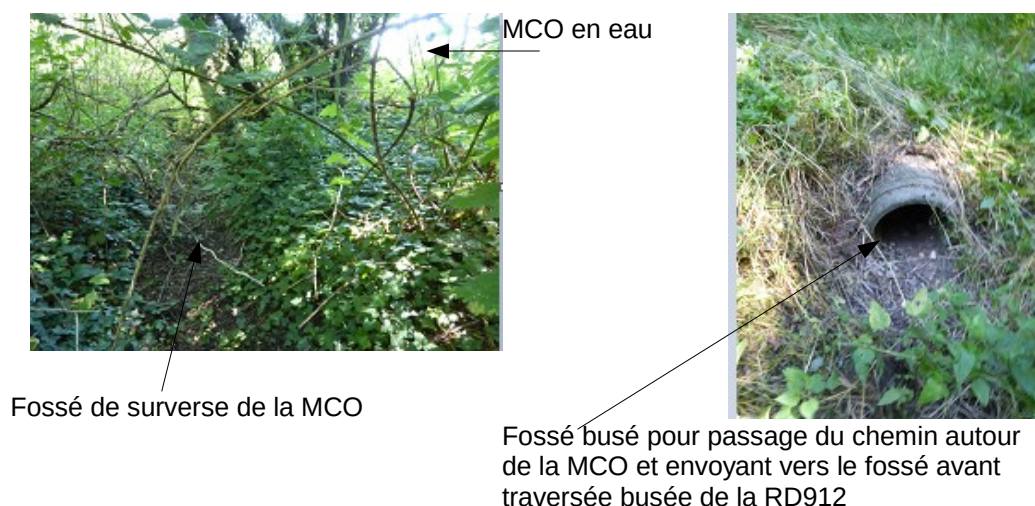 MCO en eau
Fossé de surverse de la MCO
Fossé busé pour passage du chemin autour
de la MCO et envoyant vers le fossé avant
traversée busée de la RD912